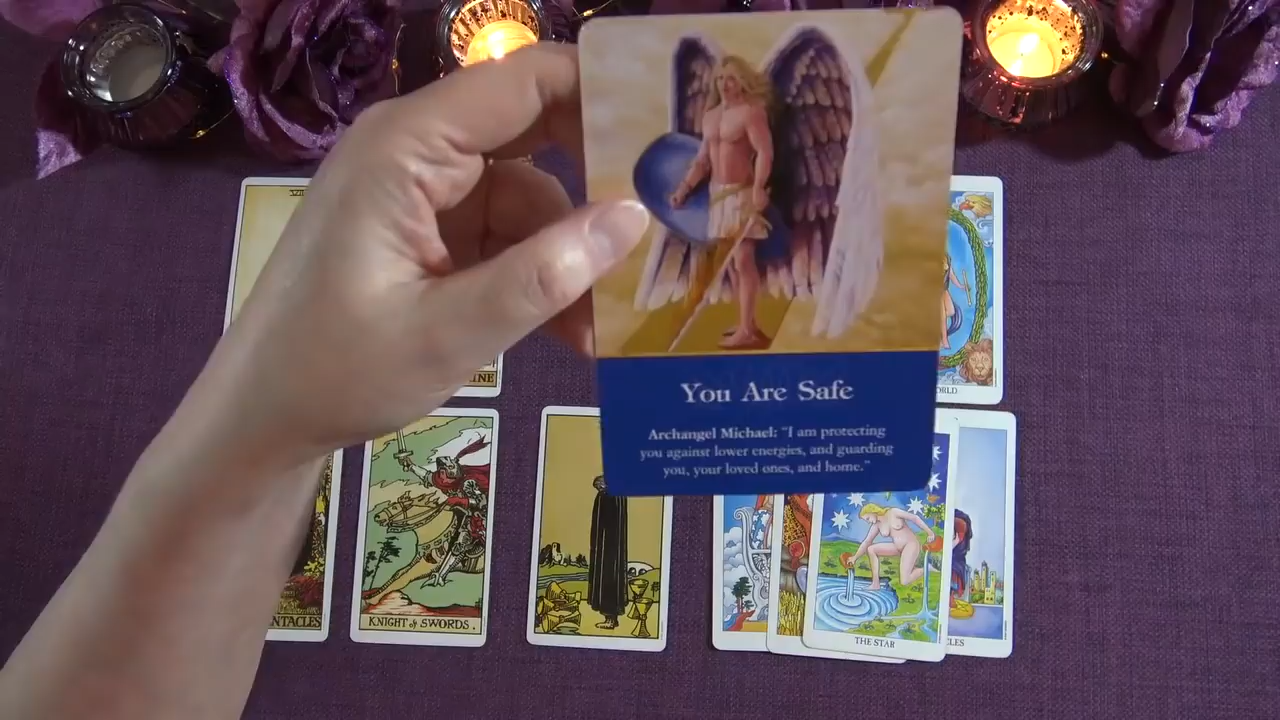 You Are Safe
Archangel Michael: "I am protecting
you against lower energies, and guarding
you, your loved ones, and home."
KNIGHT of SWORDS.
THE STAR